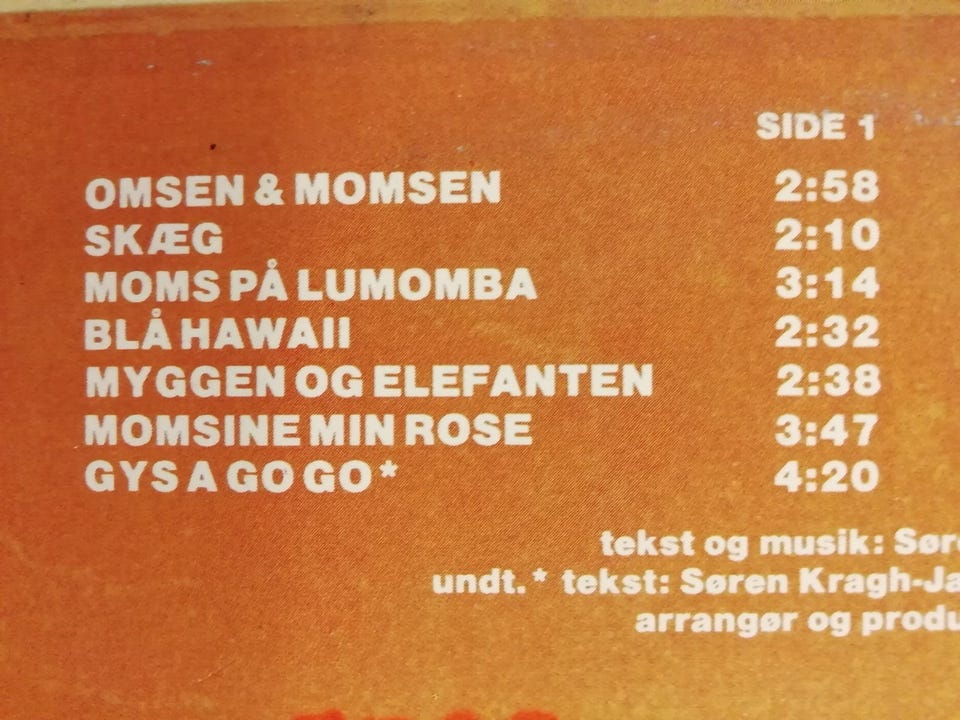 SIDE 1
OMSEN & MOMSEN 2:58
SKÆG 2:10
MOMS PÅ LUMOMBA 3:14
BLÅ HAWAII 2:32
MYGGEN OG ELEFANTEN 2:38
MOMSINE MIN ROSE 3:47
GYS A GO GO* 4:20
tekst og musik:
undt.* tekst: Søren
arrangør og